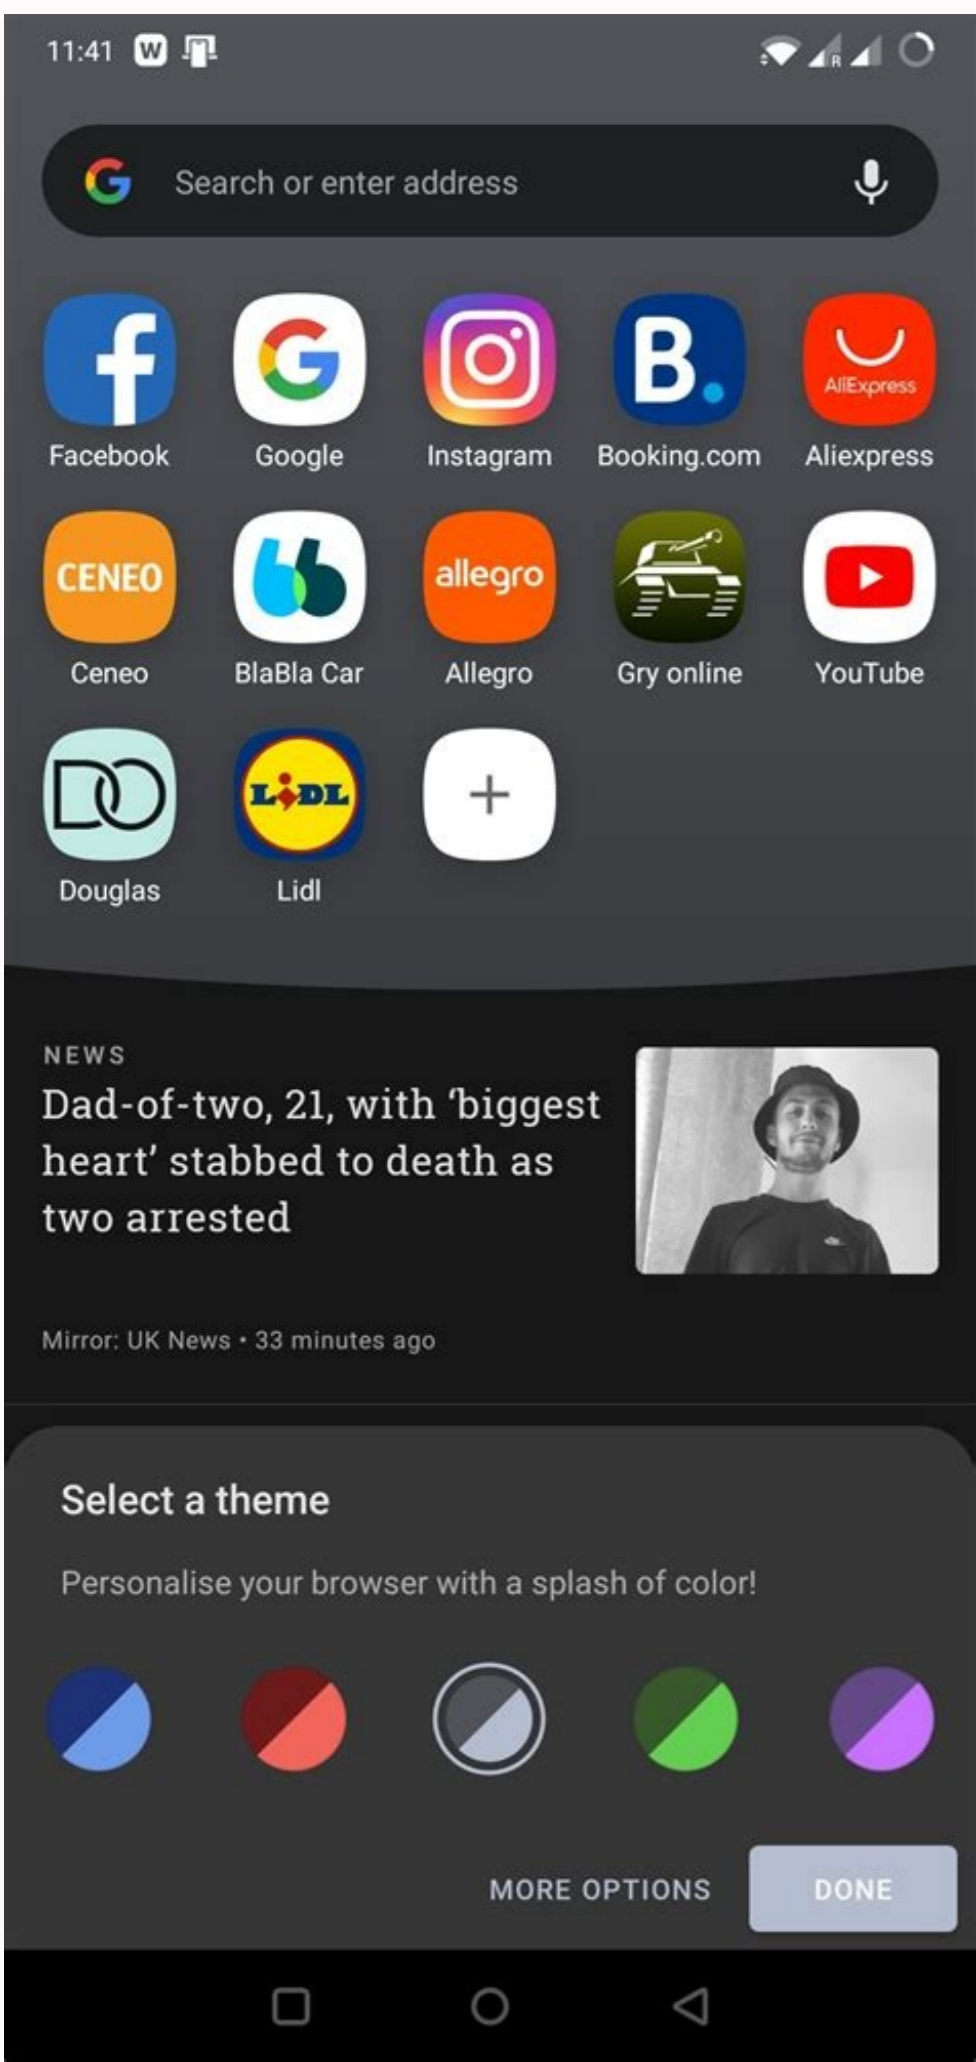 11:41 W
R
G Search or enter address
f G B. AliExpress
Facebook Google Instagram Booking.com Aliexpress
CENEO allegro
Ceneo BlaBla Car Allegro Gry online YouTube
DO LIDL +
Douglas Lidl
NEWS
Dad-of-two, 21, with ‘biggest
heart’ stabbed to death as
two arrested
Mirror: UK News • 33 minutes ago
Select a theme
Personalise your browser with a splash of color!
MORE OPTIONS DONE